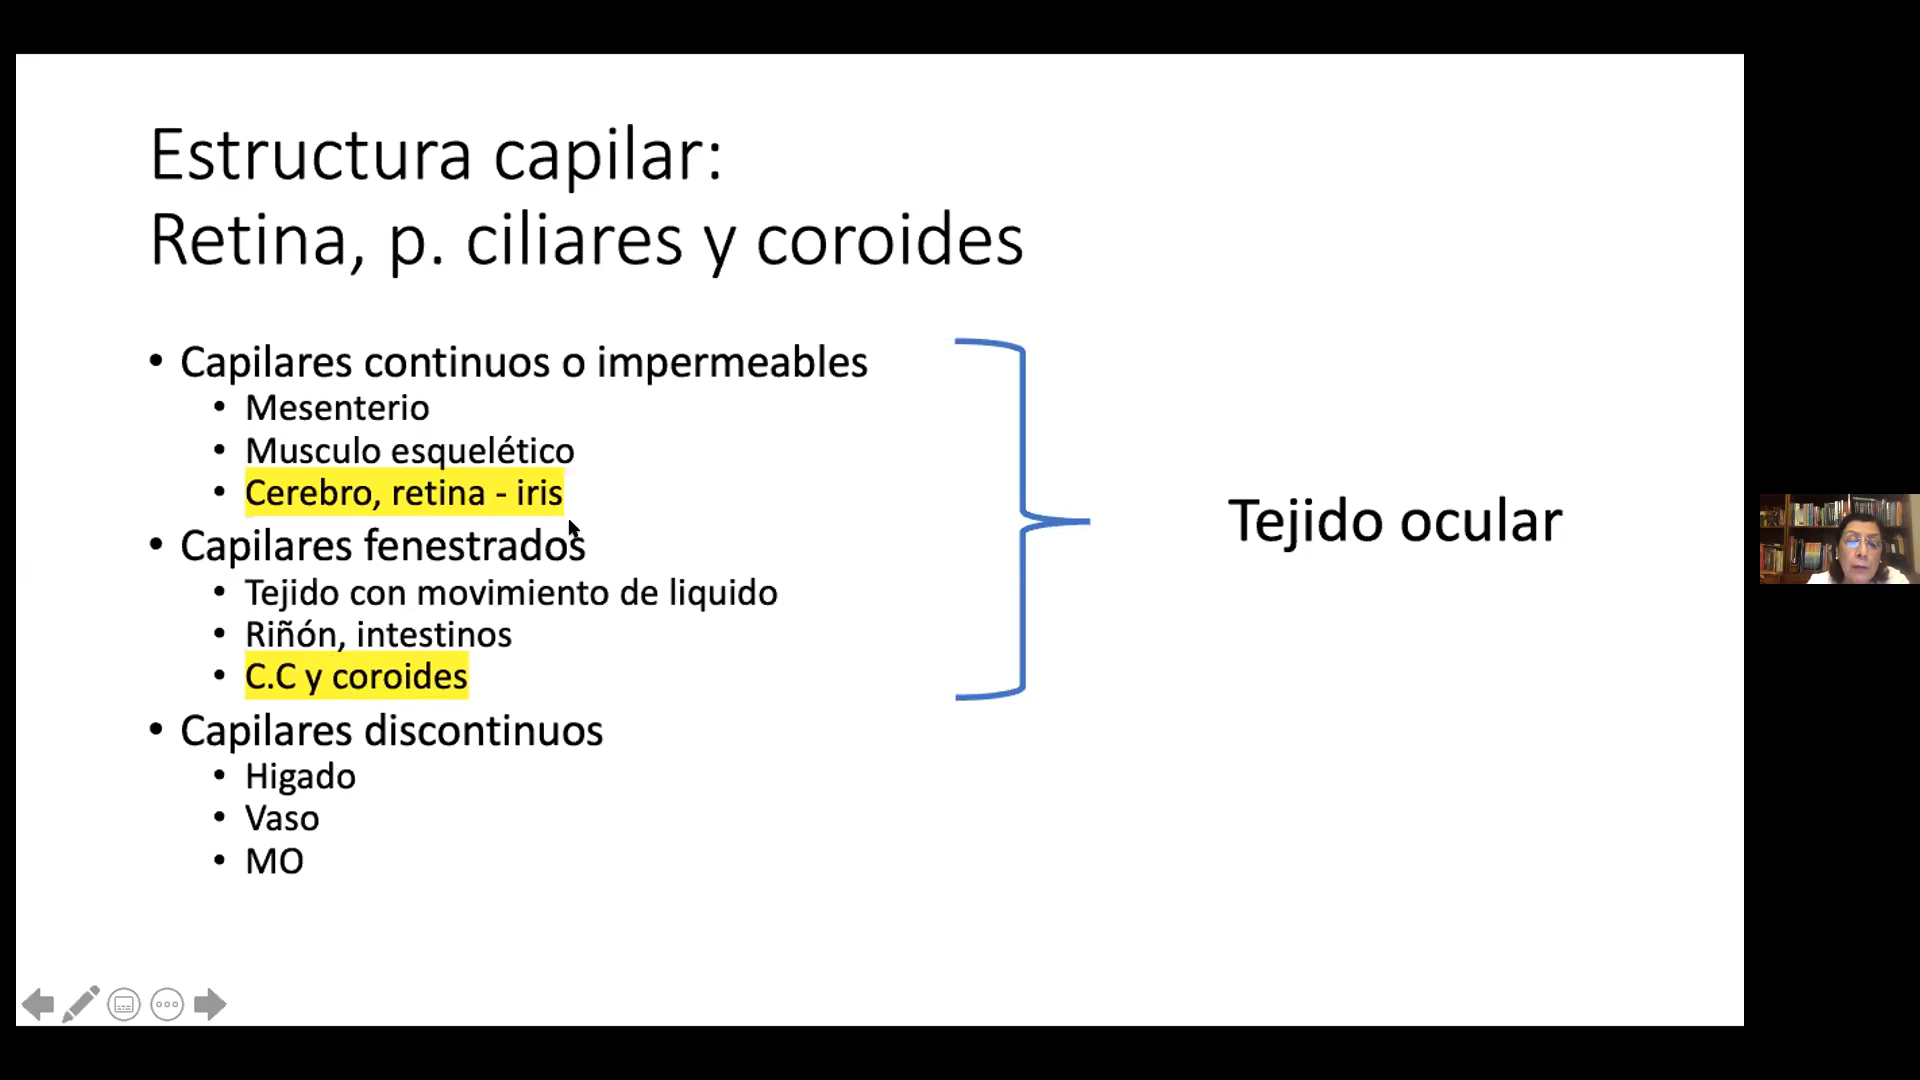 Estructura capilar:
Retina, p. ciliares y coroides
• Capilares continuos o impermeables
• Mesenterio
• Musculo esquelético
• Cerebro, retina - iris
• Capilares fenestrados
• Tejido con movimiento de liquido
• Riñón, intestinos
• C.C y coroides
• Capilares discontinuos
• Higado
• Vaso
• MO
Tejido ocular